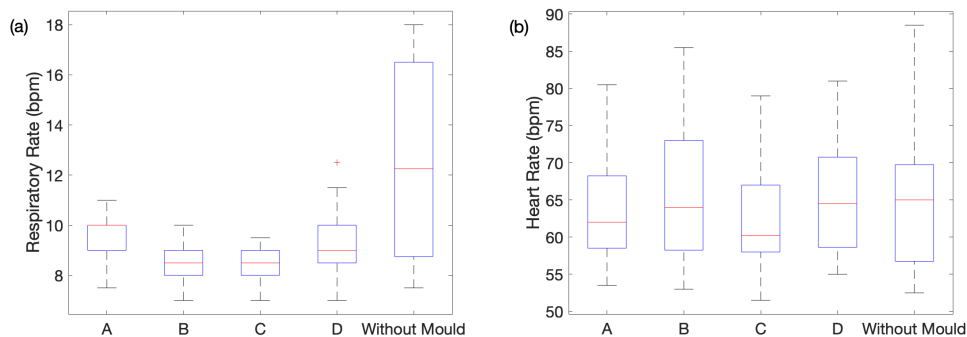 (a)
Respiratory Rate (bpm)
18
16
14
12
10
8
A B C D Without Mould
(b)
Heart Rate (bpm)
90
85
80
75
70
65
60
55
50
A B C D Without Mould